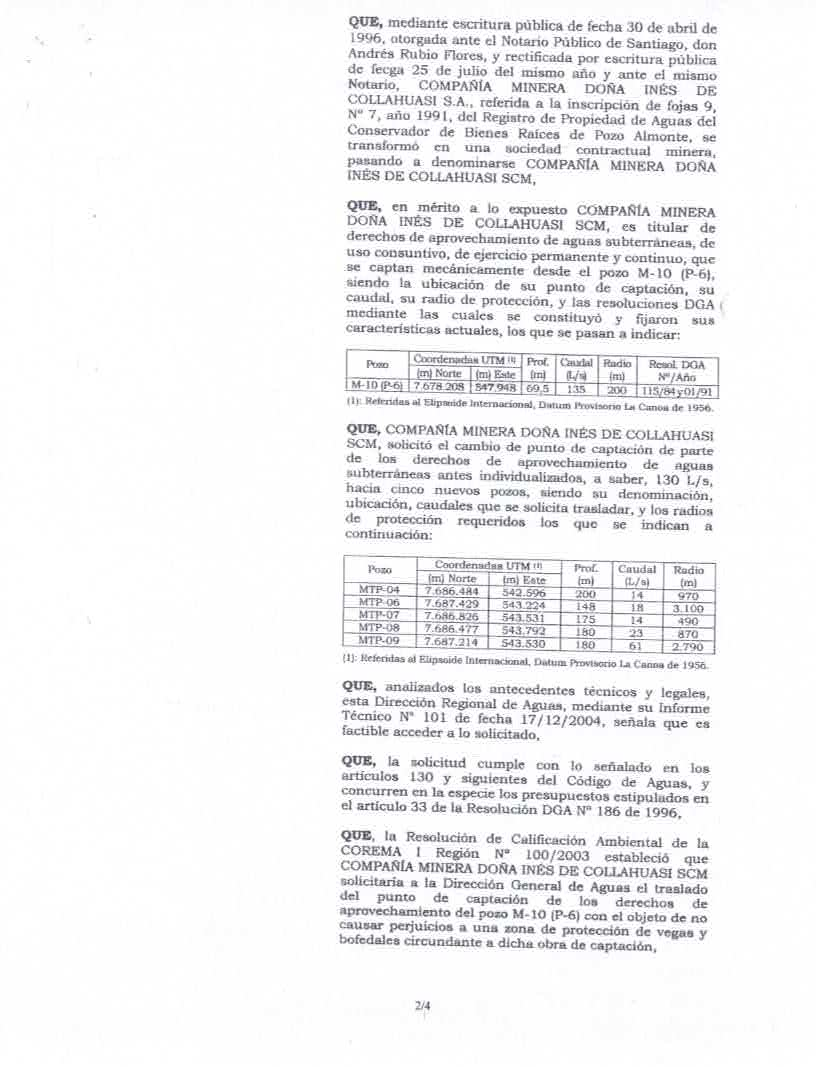 QUE, mediante escritura pública de fecha 30 de abril de
1996, otorgada ante el Notario Público de Santiago, don
Andrés Rubio Flores, y rectificada por escritura pública
de fecga 25 de julio del mismo año y ante el mismo
Notario, COMPAÑÍA MINERA DOÑA INÉS DE
COLLAHUASI S.A., referida a la inscripción de fojas 9,
Nº 7, año 1991, del Registro de Propiedad de Aguas del
Conservador de Bienes Raíces de Pozo Almonte, se
transformó en una sociedad contractual minera,
pasando a denominarse COMPAÑÍA MINERA DOÑA
INÉS DE COLLAHUASI SCM,
QUE, en mérito a lo expuesto COMPAÑÍA MINERA
DOÑA INÉS DE COLLAHUASI SCM, es titular de
derechos de aprovechamiento de aguas subterráneas, de
uso consuntivo, de ejercicio permanente y continuo, que
se captan mecánicamente desde el pozo M-10 (P-6),
siendo la ubicación de su punto de captación, su
caudal, su radio de protección, y las resoluciones DGA
mediante las cuales se constituyó y fijaron sus
características actuales, los que se pasan a indicar:
Pozo Coordenadas UTM (1) Prof. Caudal Radio Resol. DGA
(m) Norte (m) Este (m) (L/s) (m) Nº/Año
M-10 (P-6) 7.678.208 547.948 69,5 135 200 115/84 y 01/91
(1): Referidas al Elipsoide Internacional, Datum Provisorio La Canoa de 1956.
QUE, COMPAÑÍA MINERA DOÑA INÉS DE COLLAHUASI
SCM, solicitó el cambio de punto de captación de parte
de los derechos de aprovechamiento de aguas
subterráneas antes individualizados, a saber, 130 L/s,
hacia cinco nuevos pozos, siendo su denominación,
ubicación, caudales que se solicita trasladar, y los radios
de protección requeridos los que se indican a
continuación:
Pozo Coordenadas UTM (1) Prof. Caudal Radio
(m) Norte (m) Este (m) (L/s) (m)
MTP-04 7.686.484 542.596 200 14 970
MTP-06 7.687.429 543.224 148 18 3.100
MTP-07 7.686.826 543.531 175 14 490
MTP-08 7.686.477 543.792 180 23 870
MTP-09 7.687.214 543.530 180 61 2.790
(1): Referidas al Elipsoide Internacional, Datum Provisorio La Canoa de 1956.
QUE, analizados los antecedentes técnicos y legales,
esta Dirección Regional de Aguas, mediante su Informe
Técnico Nº 101 de fecha 17/12/2004, señala que es
factible acceder a lo solicitado,
QUE, la solicitud cumple con lo señalado en los
artículos 130 y siguientes del Código de Aguas, y
concurren en la especie los presupuestos estipulados en
el artículo 33 de la Resolución DGA Nº 186 de 1996,
QUE, la Resolución de Calificación Ambiental de la
COREMA I Región Nº 100/2003 estableció que
COMPAÑÍA MINERA DOÑA INÉS DE COLLAHUASI SCM
solicitaría a la Dirección General de Aguas el traslado
del punto de captación de los derechos de
aprovechamiento del pozo M-10 (P-6) con el objeto de no
causar perjuicios a una zona de protección de vegas y
bofedales circundante a dicha obra de captación,
2/4